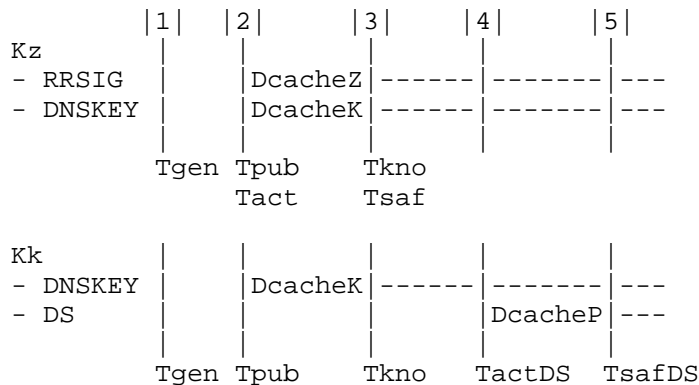 |1|   |2|      |3|      |4|      |5|
Kz          |     |        |        |        |
- RRSIG     |     |DcacheZ|-------|-------|---
- DNSKEY    |     |DcacheK|-------|-------|---
            |     |        |        |        |
           Tgen  Tpub     Tkno
                 Tact     Tsaf
Kk          |     |        |        |        |
- DNSKEY    |     |DcacheK|-------|-------|---
- DS        |     |        |       |DcacheP|---
            |     |        |        |        |
           Tgen  Tpub     Tkno     TactDS   TsafDS